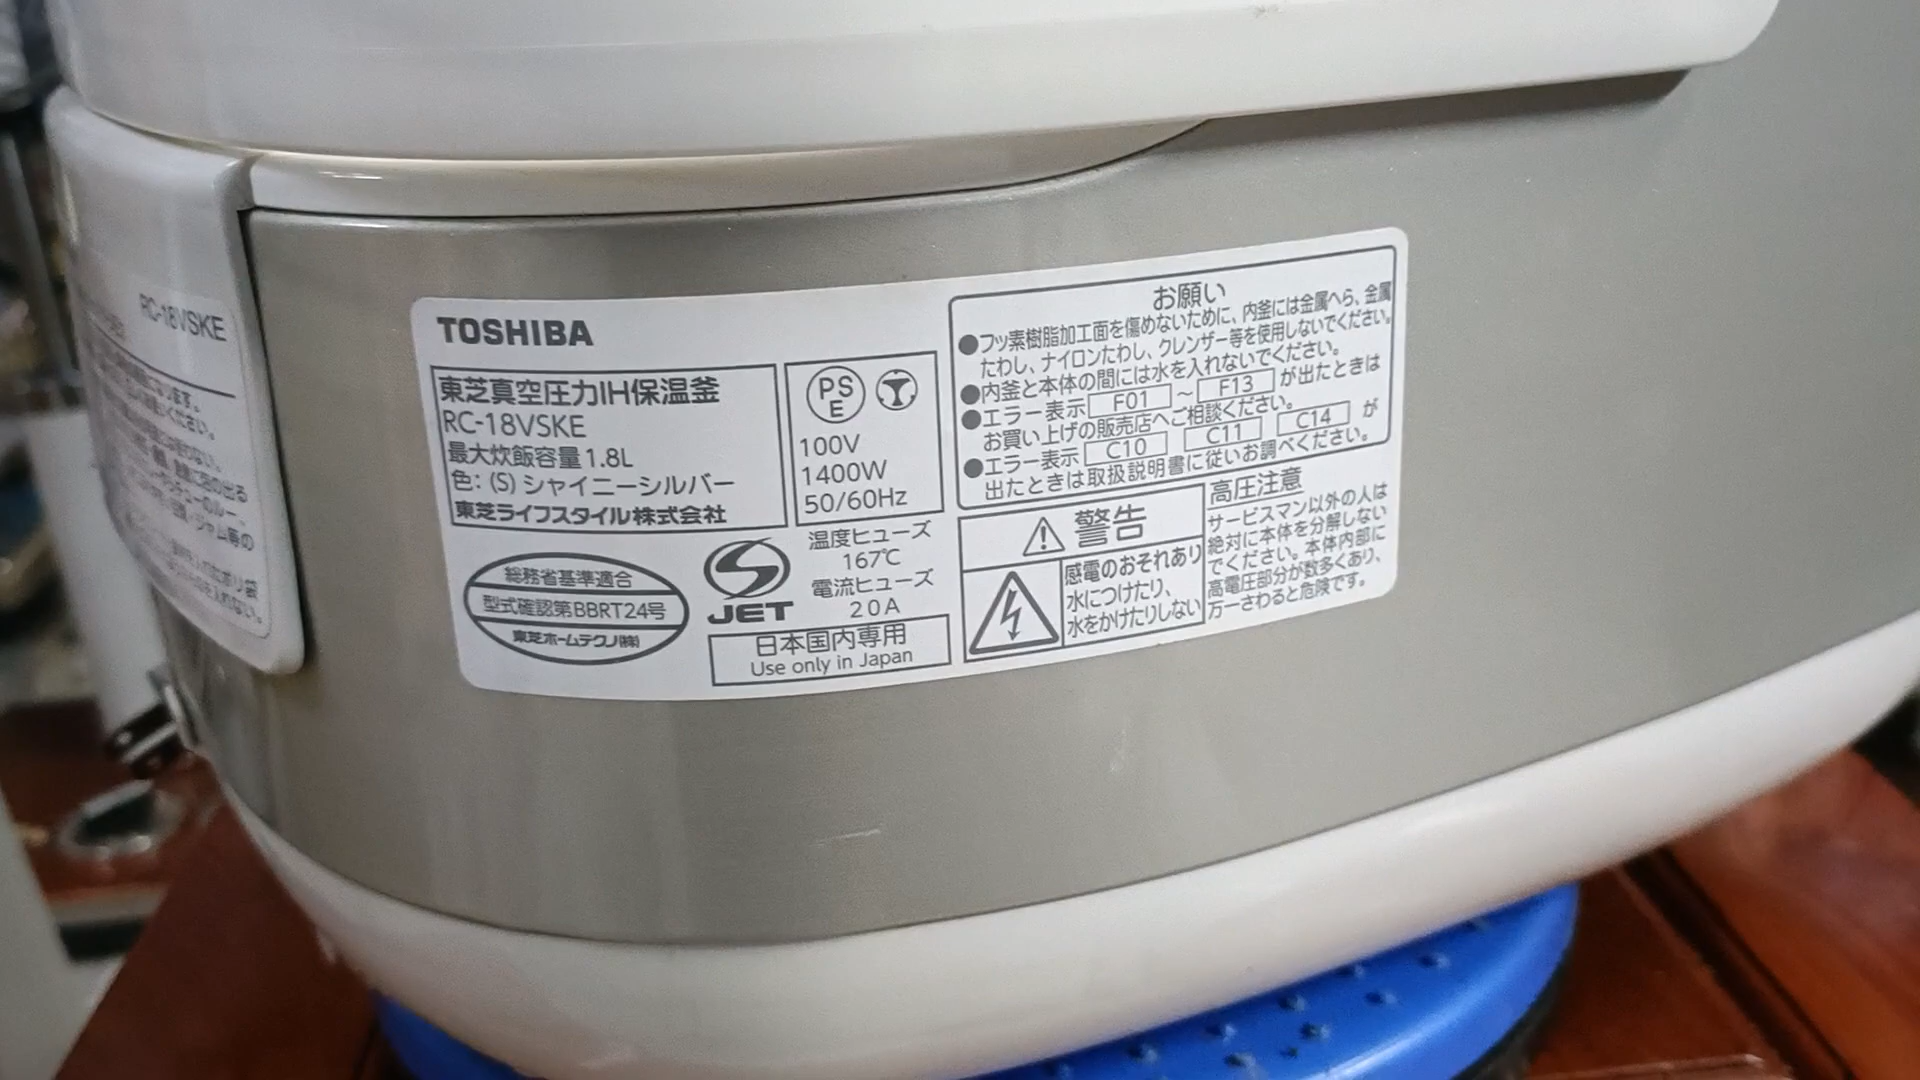 RC-18VSKE
TOSHIBA
東芝真空圧力IH保温釜
RC-18VSKE
最大炊飯容量1.8L
色:(S)シャイニーシルバー
東芝ライフスタイル株式会社
PS
E
100V
1400W
50/60Hz
総務省基準適合
型式確認第BBRT24号
東芝ホームテクノ(株)
S
JET
温度ヒューズ
167℃
電流ヒューズ
20A
日本国内専用
Use only in Japan
お願い
●フッ素樹脂加工面を傷めないために、内釜には金属へら、金属
たわし、ナイロンたわし、クレンザー等を使用しないでください。
●内釜と本体の間には水を入れないでください。
●エラー表示 F01 ~ F13 が出たときは
お買い上げの販売店へご相談ください。
●エラー表示 C10 C11 C14 が
出たときは取扱説明書に従いお調べください。
警告
感電のおそれあり
水につけたり、
水をかけたりしない
高圧注意
サービスマン以外の人は
絶対に本体を分解しない
でください。本体内部に
高電圧部分が数多くあり、
万一さわると危険です。